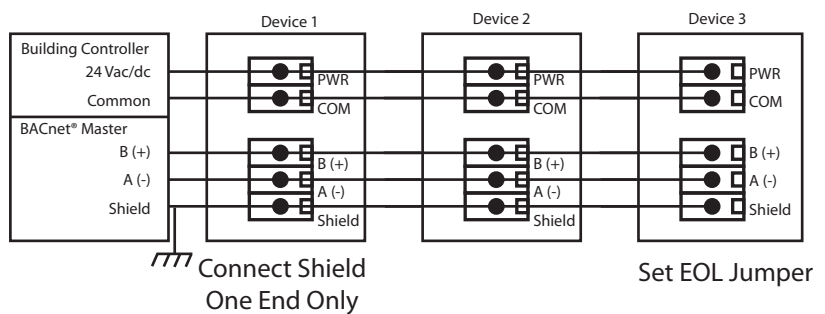 Device 1
Device 2
Device 3
Building Controller
24 Vac/dc
Common
PWR
COM
PWR
COM
PWR
COM
BACnet® Master
B (+)
A (-)
Shield
B (+)
A (-)
Shield
B (+)
A (-)
Shield
B (+)
A (-)
Shield
Connect Shield
One End Only
Set EOL Jumper